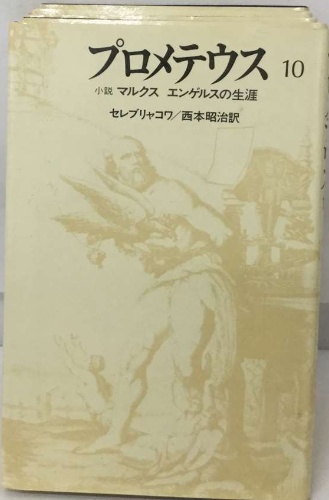 プロメテウス 10
小説 マルクス エンゲルスの生涯
セレブリャコワ/西本昭治訳